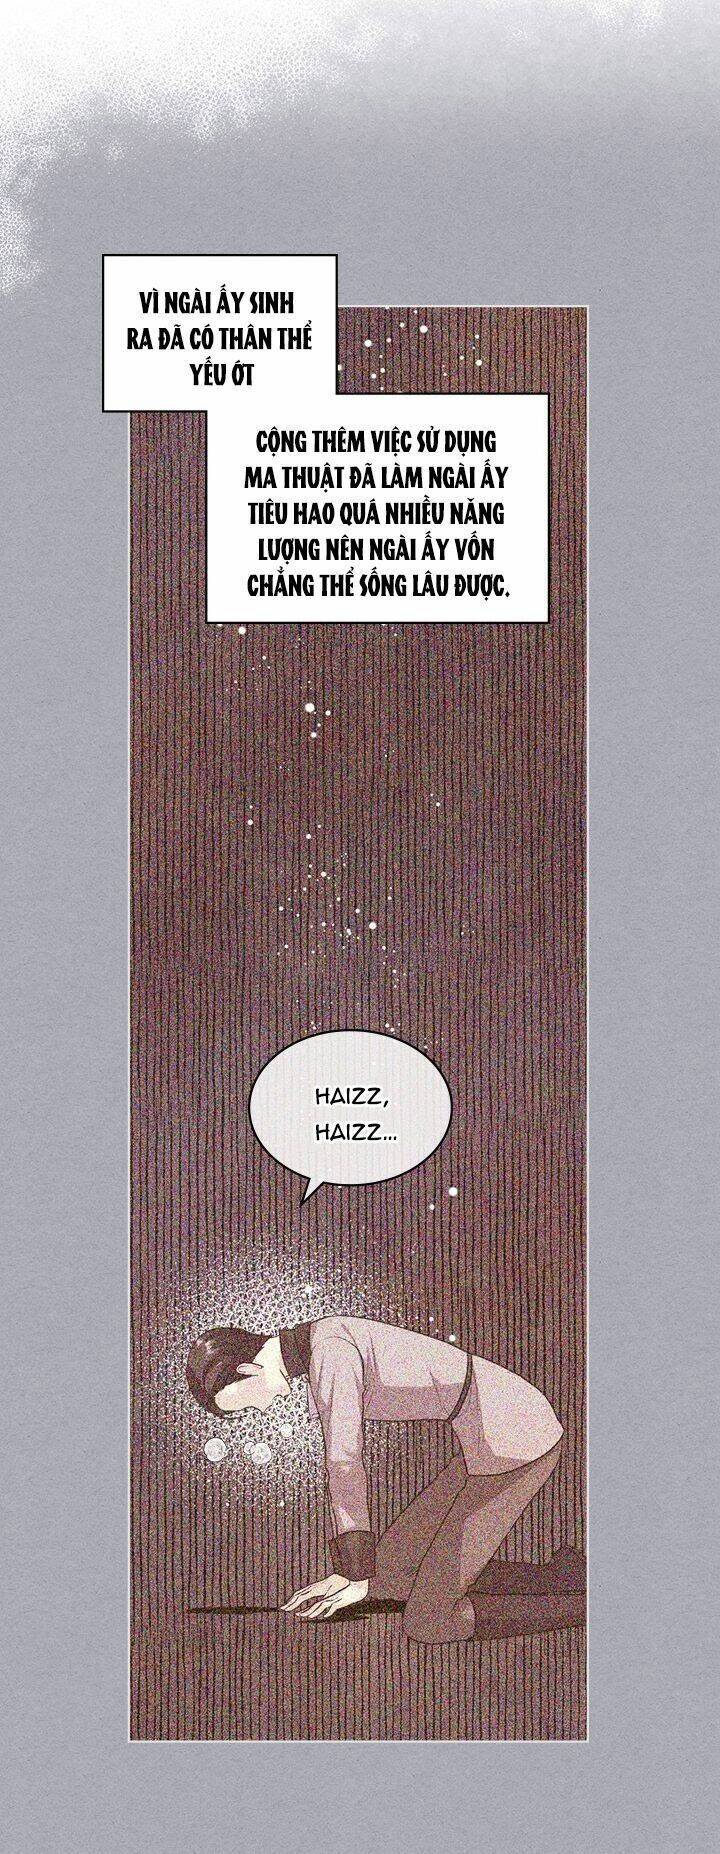 VÌ NGÀI ẤY SINH
RA ĐÃ CÓ THÂN THỂ
YẾU ỚT
CỘNG THÊM VIỆC SỬ DỤNG
MA THUẬT ĐÃ LÀM NGÀI ẤY
TIÊU HAO QUÁ NHIỀU NĂNG
LƯỢNG NÊN NGÀI ẤY VỐN
CHẲNG THỂ SỐNG LÂU ĐƯỢC.
HAIZZ,
HAIZZ...